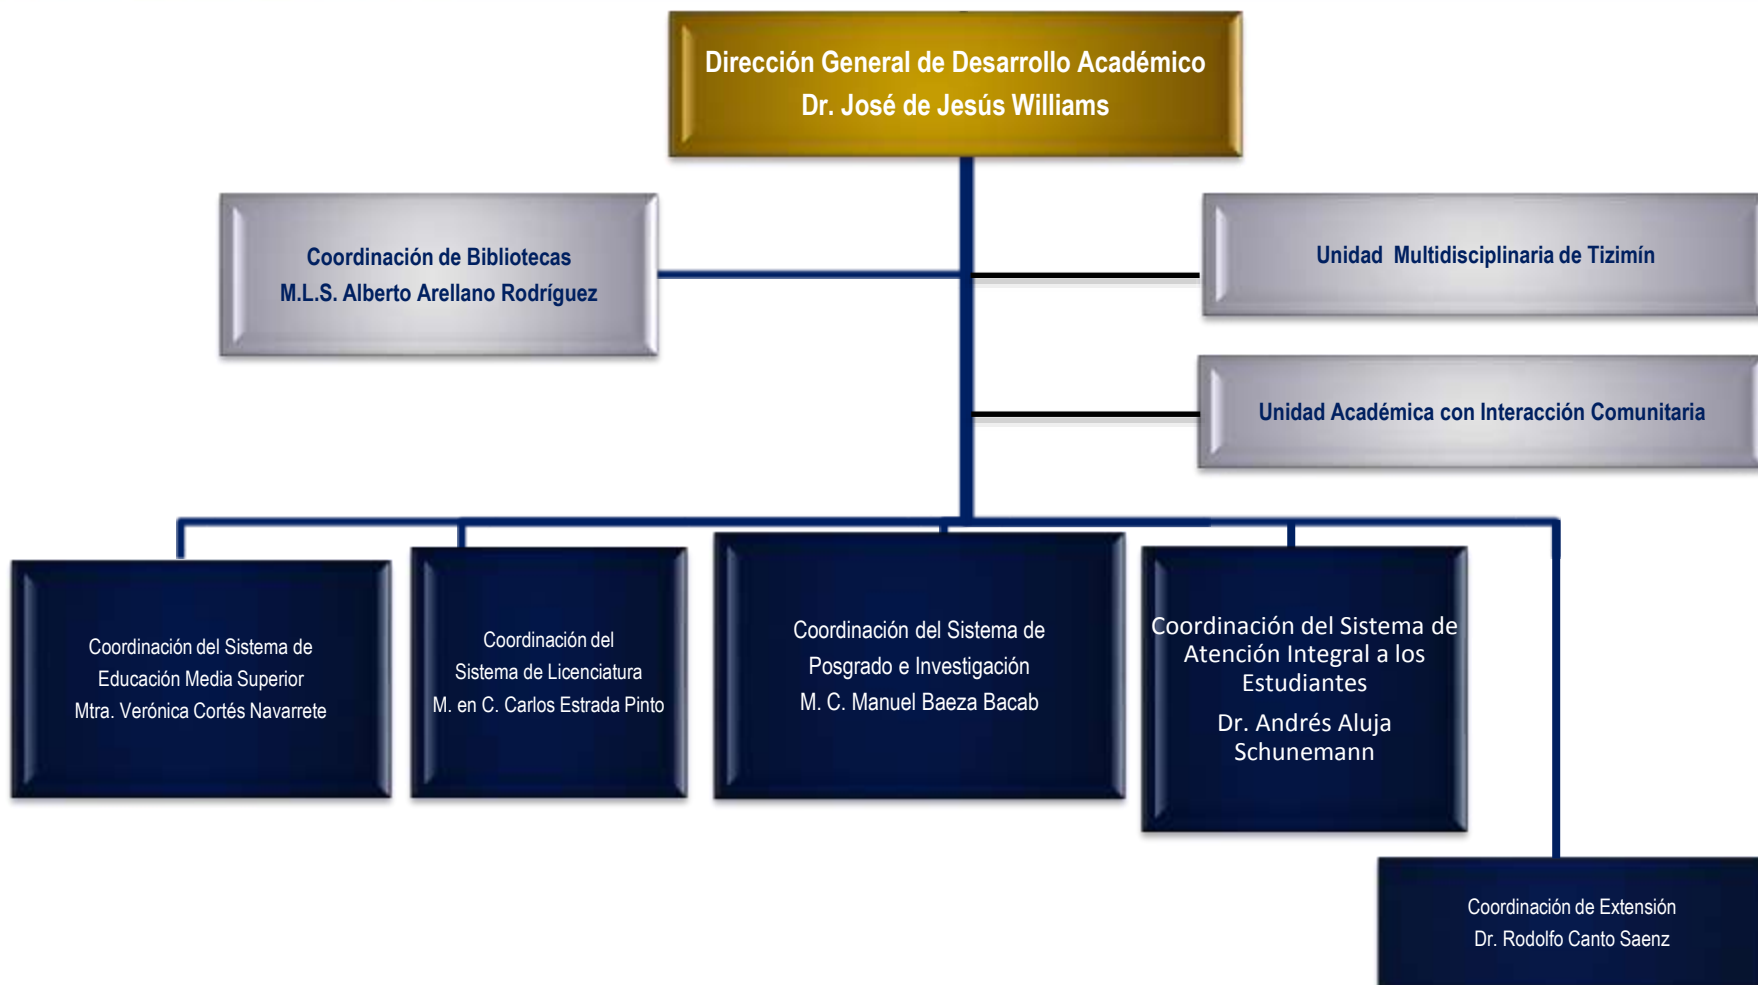 Dirección General de Desarrollo Académico
Dr. José de Jesús Williams
Coordinación de Bibliotecas
M.L.S. Alberto Arellano Rodríguez
Unidad Multidisciplinaria de Tizimín
Unidad Académica con Interacción Comunitaria
Coordinación del Sistema de
Educación Media Superior
Mtra. Verónica Cortés Navarrete
Coordinación del
Sistema de Licenciatura
M. en C. Carlos Estrada Pinto
Coordinación del Sistema de
Posgrado e Investigación
M. C. Manuel Baeza Bacab
Coordinación del Sistema de
Atención Integral a los
Estudiantes
Dr. Andrés Aluja
Schunemann
Coordinación de Extensión
Dr. Rodolfo Canto Saenz